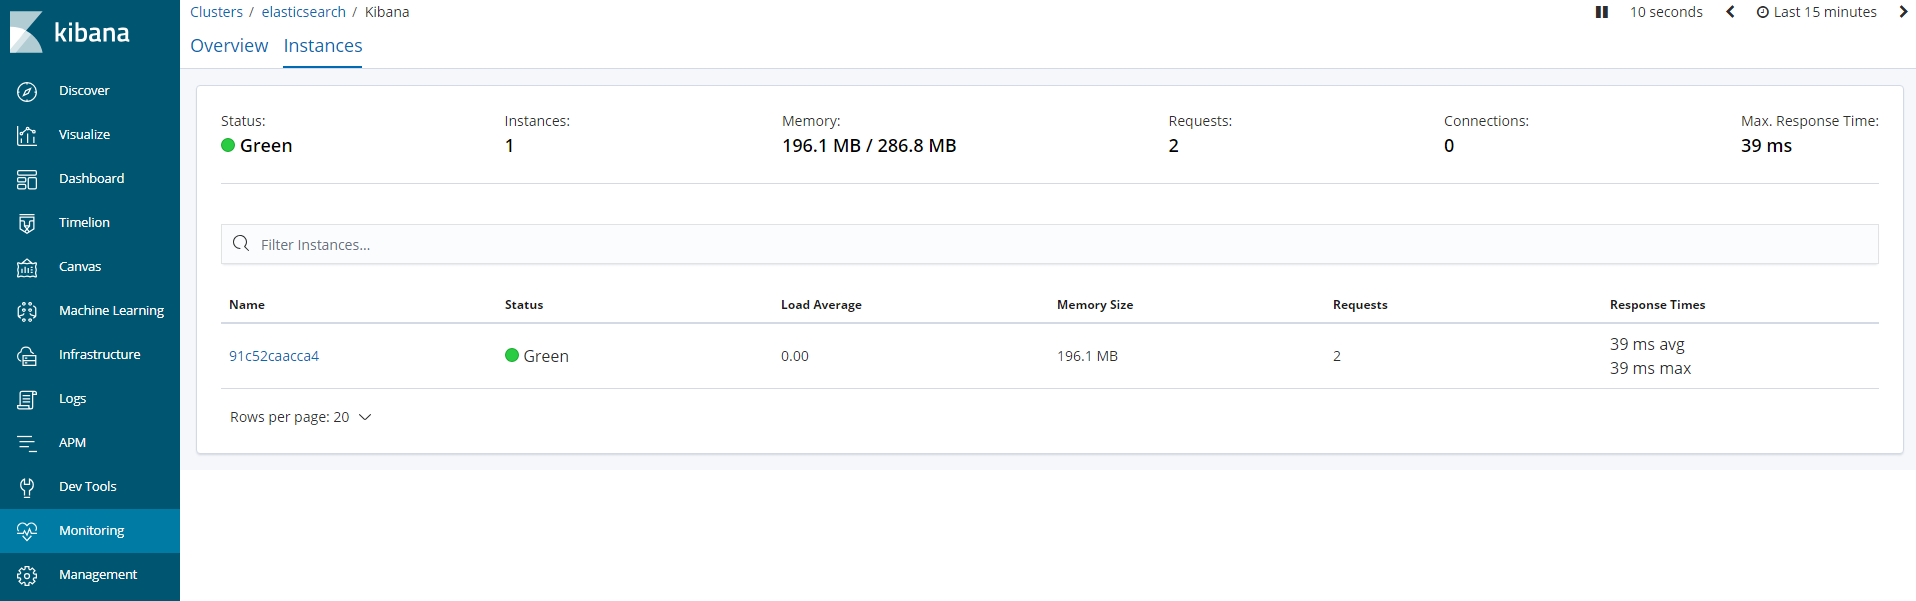 kibana
Discover
Visualize
Dashboard
Timelion
Canvas
Machine Learning
Infrastructure
Logs
APM
Dev Tools
Monitoring
Management
Clusters / elasticsearch / Kibana
10 seconds Last 15 minutes
Overview Instances
Status: Instances: Memory: Requests: Connections: Max. Response Time:
Green 1 196.1 MB / 286.8 MB 2 0 39 ms
Filter Instances...
Name Status Load Average Memory Size Requests Response Times
91c52caacca4 Green 0.00 196.1 MB 2 39 ms avg
39 ms max
Rows per page: 20